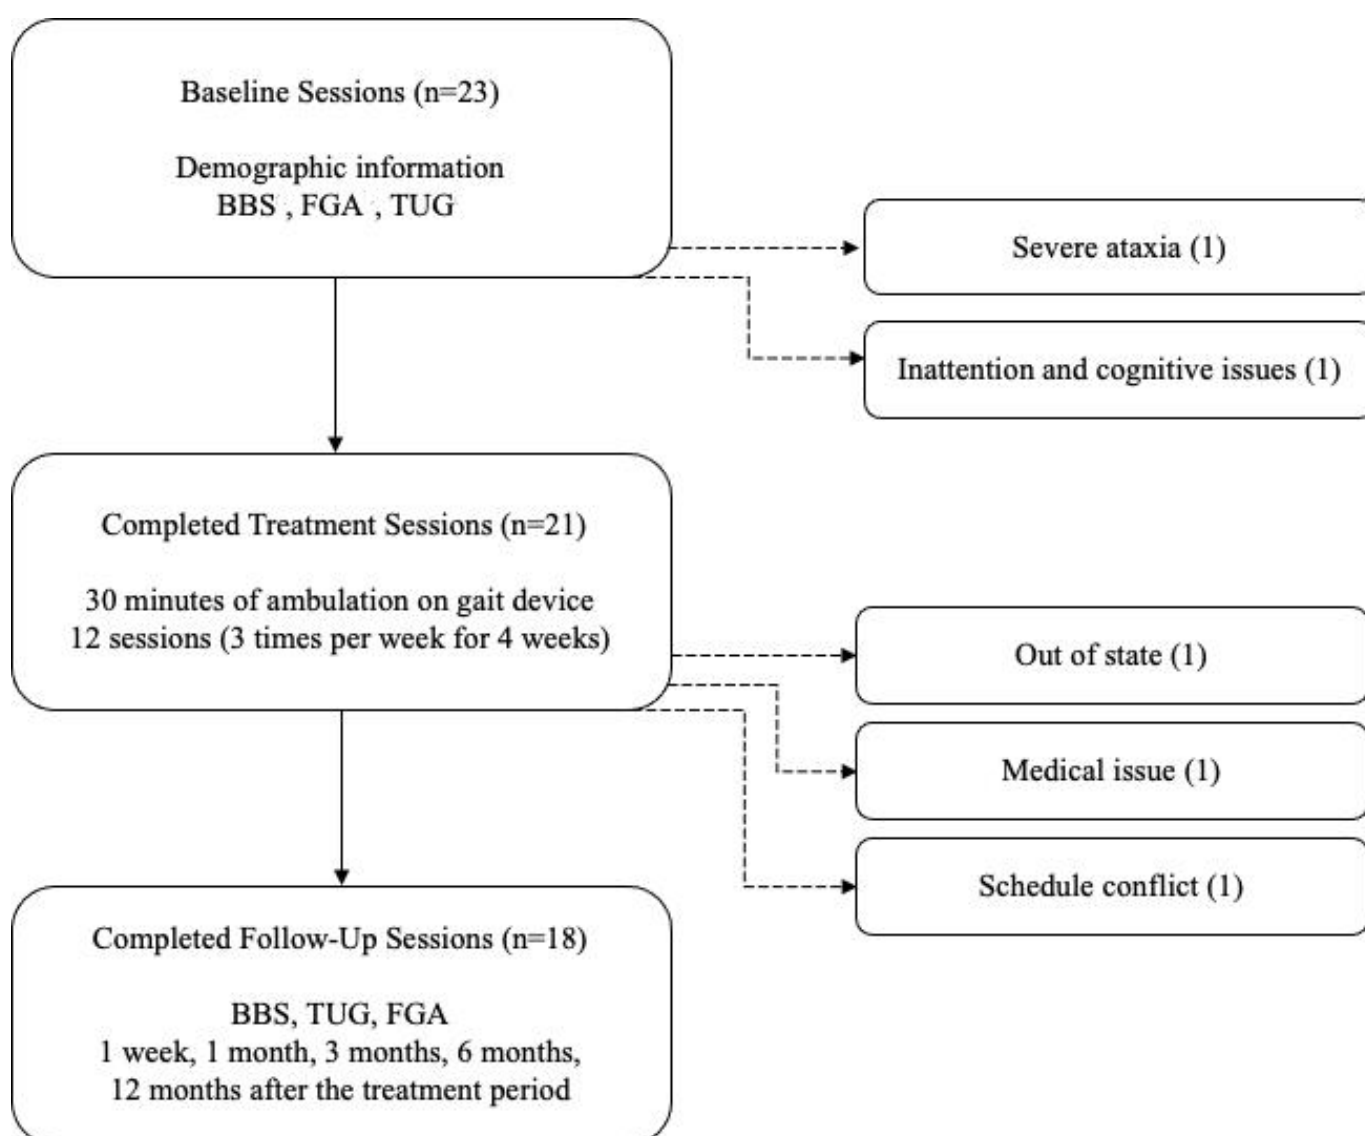 Baseline Sessions (n=23)
Demographic information
BBS , FGA , TUG
Severe ataxia (1)
Inattention and cognitive issues (1)
Completed Treatment Sessions (n=21)
30 minutes of ambulation on gait device
12 sessions (3 times per week for 4 weeks)
Out of state (1)
Medical issue (1)
Schedule conflict (1)
Completed Follow-Up Sessions (n=18)
BBS, TUG, FGA
1 week, 1 month, 3 months, 6 months,
12 months after the treatment period